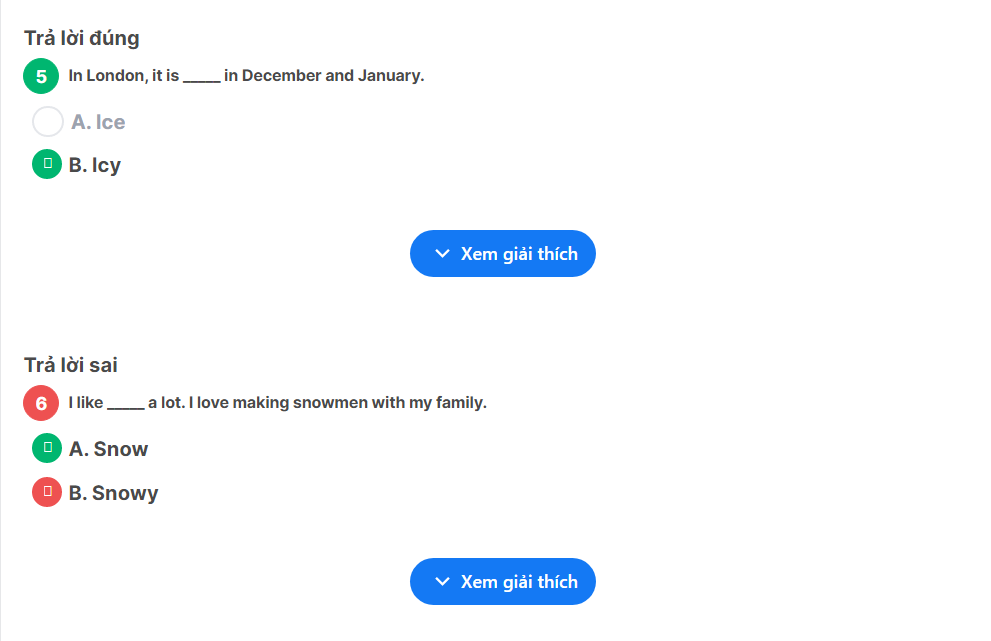 Trả lời đúng
5 In London, it is _____ in December and January.
A. Ice
B. Icy
Xem giải thích
Trả lời sai
6 I like _____ a lot. I love making snowmen with my family.
A. Snow
B. Snowy
Xem giải thích